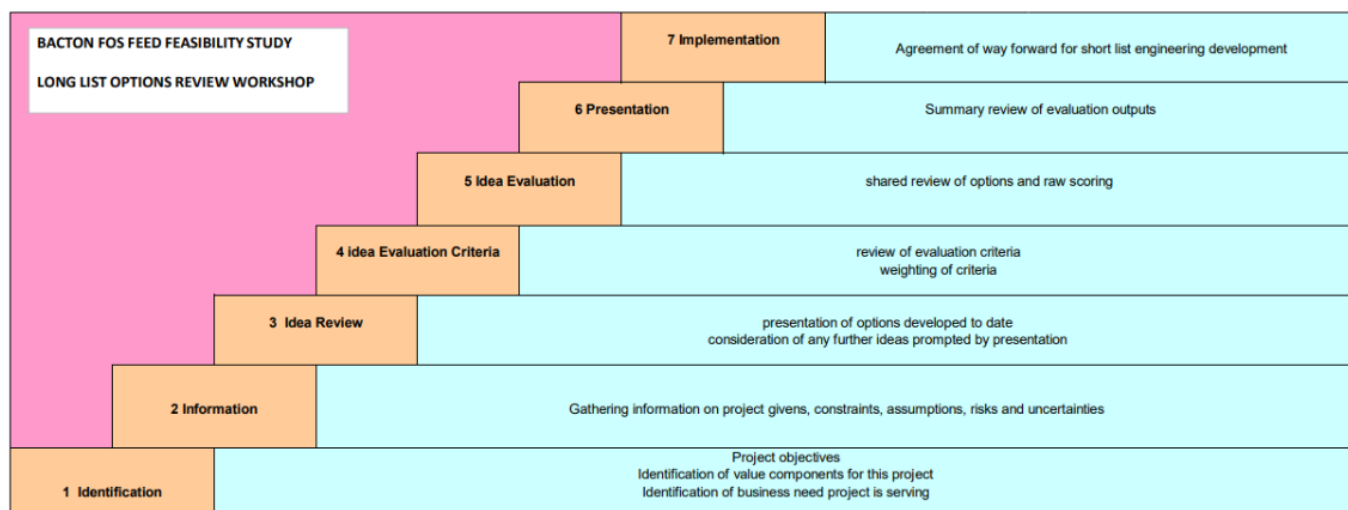 BACTON FOS FEED FEASIBILITY STUDY
LONG LIST OPTIONS REVIEW WORKSHOP
7 Implementation
Agreement of way forward for short list engineering development
6 Presentation
Summary review of evaluation outputs
5 Idea Evaluation
shared review of options and raw scoring
4 idea Evaluation Criteria
review of evaluation criteria
weighting of criteria
3 Idea Review
presentation of options developed to date
consideration of any further ideas prompted by presentation
2 Information
Gathering information on project givens, constraints, assumptions, risks and uncertainties
1 Identification
Project objectives
Identification of value components for this project
Identification of business need project is serving